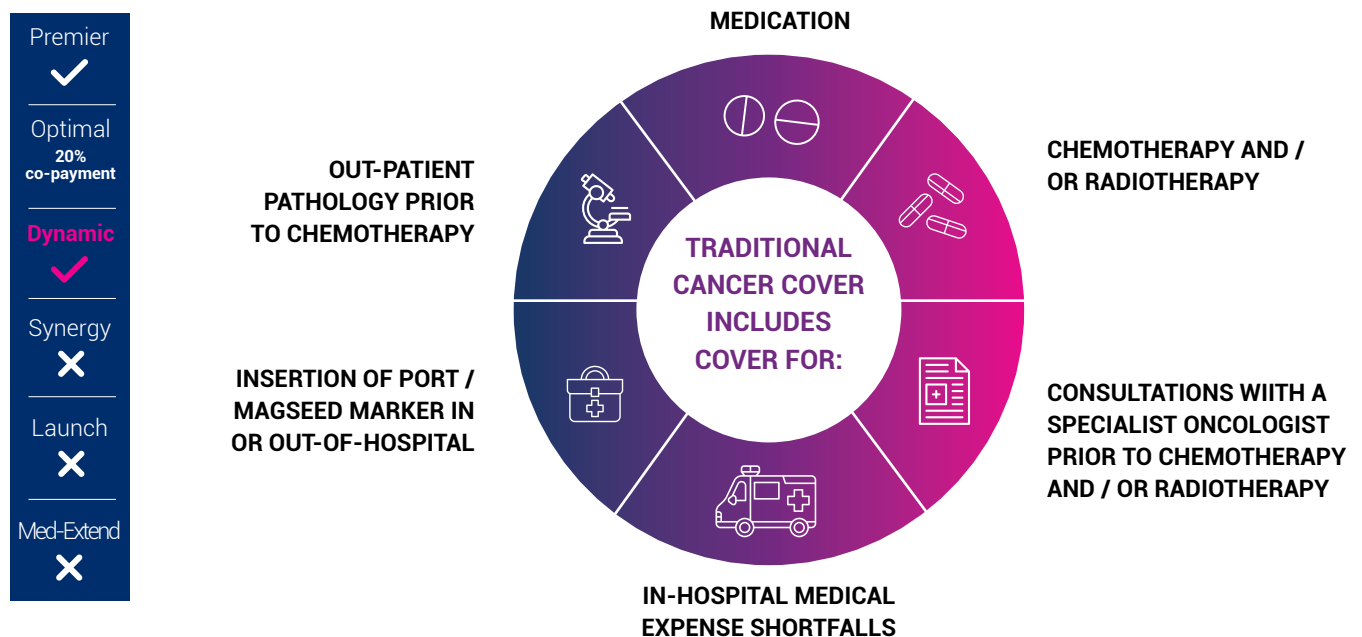 Premier
Optimal
20%
co-payment
Dynamic
Synergy
Launch
Med-Extend
MEDICATION
CHEMOTHERAPY AND /
OR RADIOTHERAPY
CONSULTATIONS WIITH A
SPECIALIST ONCOLOGIST
PRIOR TO CHEMOTHERAPY
AND / OR RADIOTHERAPY
IN-HOSPITAL MEDICAL
EXPENSE SHORTFALLS
INSERTION OF PORT /
MAGSEED MARKER IN
OR OUT-OF-HOSPITAL
OUT-PATIENT
PATHOLOGY PRIOR
TO CHEMOTHERAPY
TRADITIONAL
CANCER COVER
INCLUDES
COVER FOR: